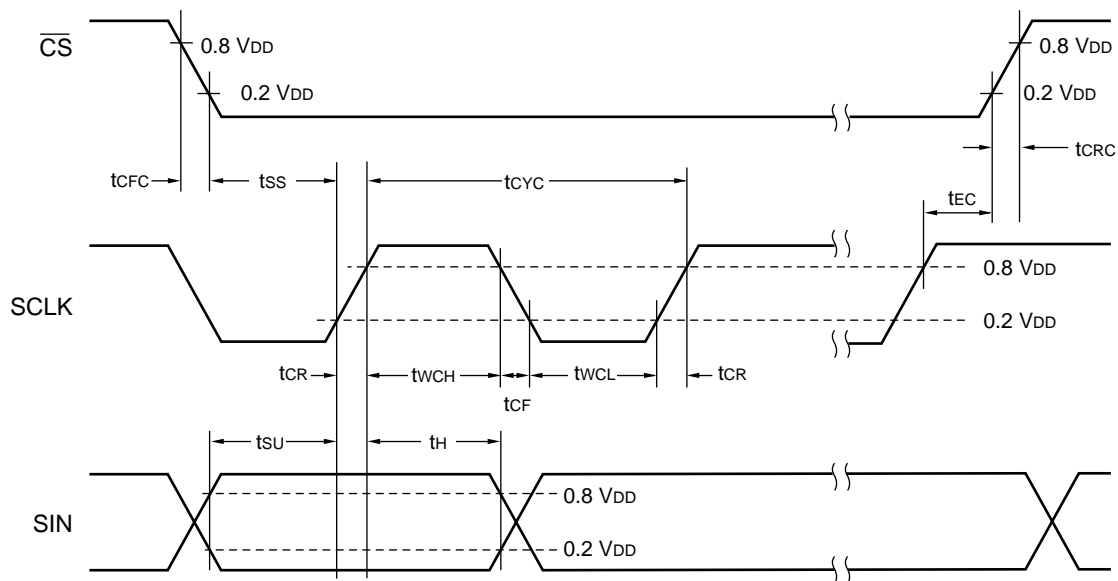 CS
0.8 VDD
0.8 VDD
0.2 VDD
0.2 VDD
tCRC
tCFC
tSS
tCYC
tEC
SCLK
0.8 VDD
0.2 VDD
tCR
tWCH
tWCL
tCR
tCF
tSU
tH
SIN
0.8 VDD
0.2 VDD